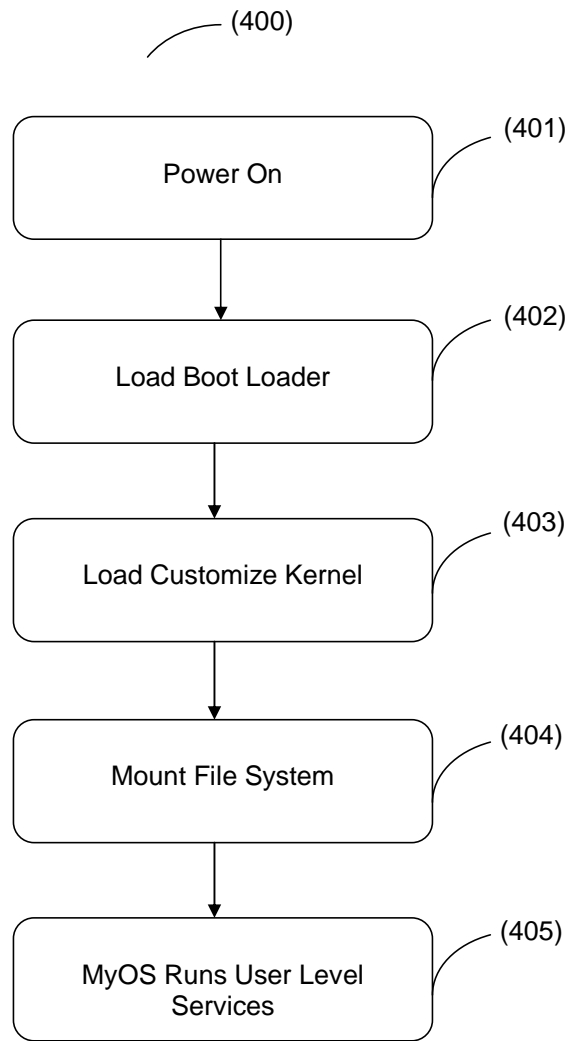 (400)
(401)
Power On
(402)
Load Boot Loader
(403)
Load Customize Kernel
(404)
Mount File System
(405)
MyOS Runs User Level
Services